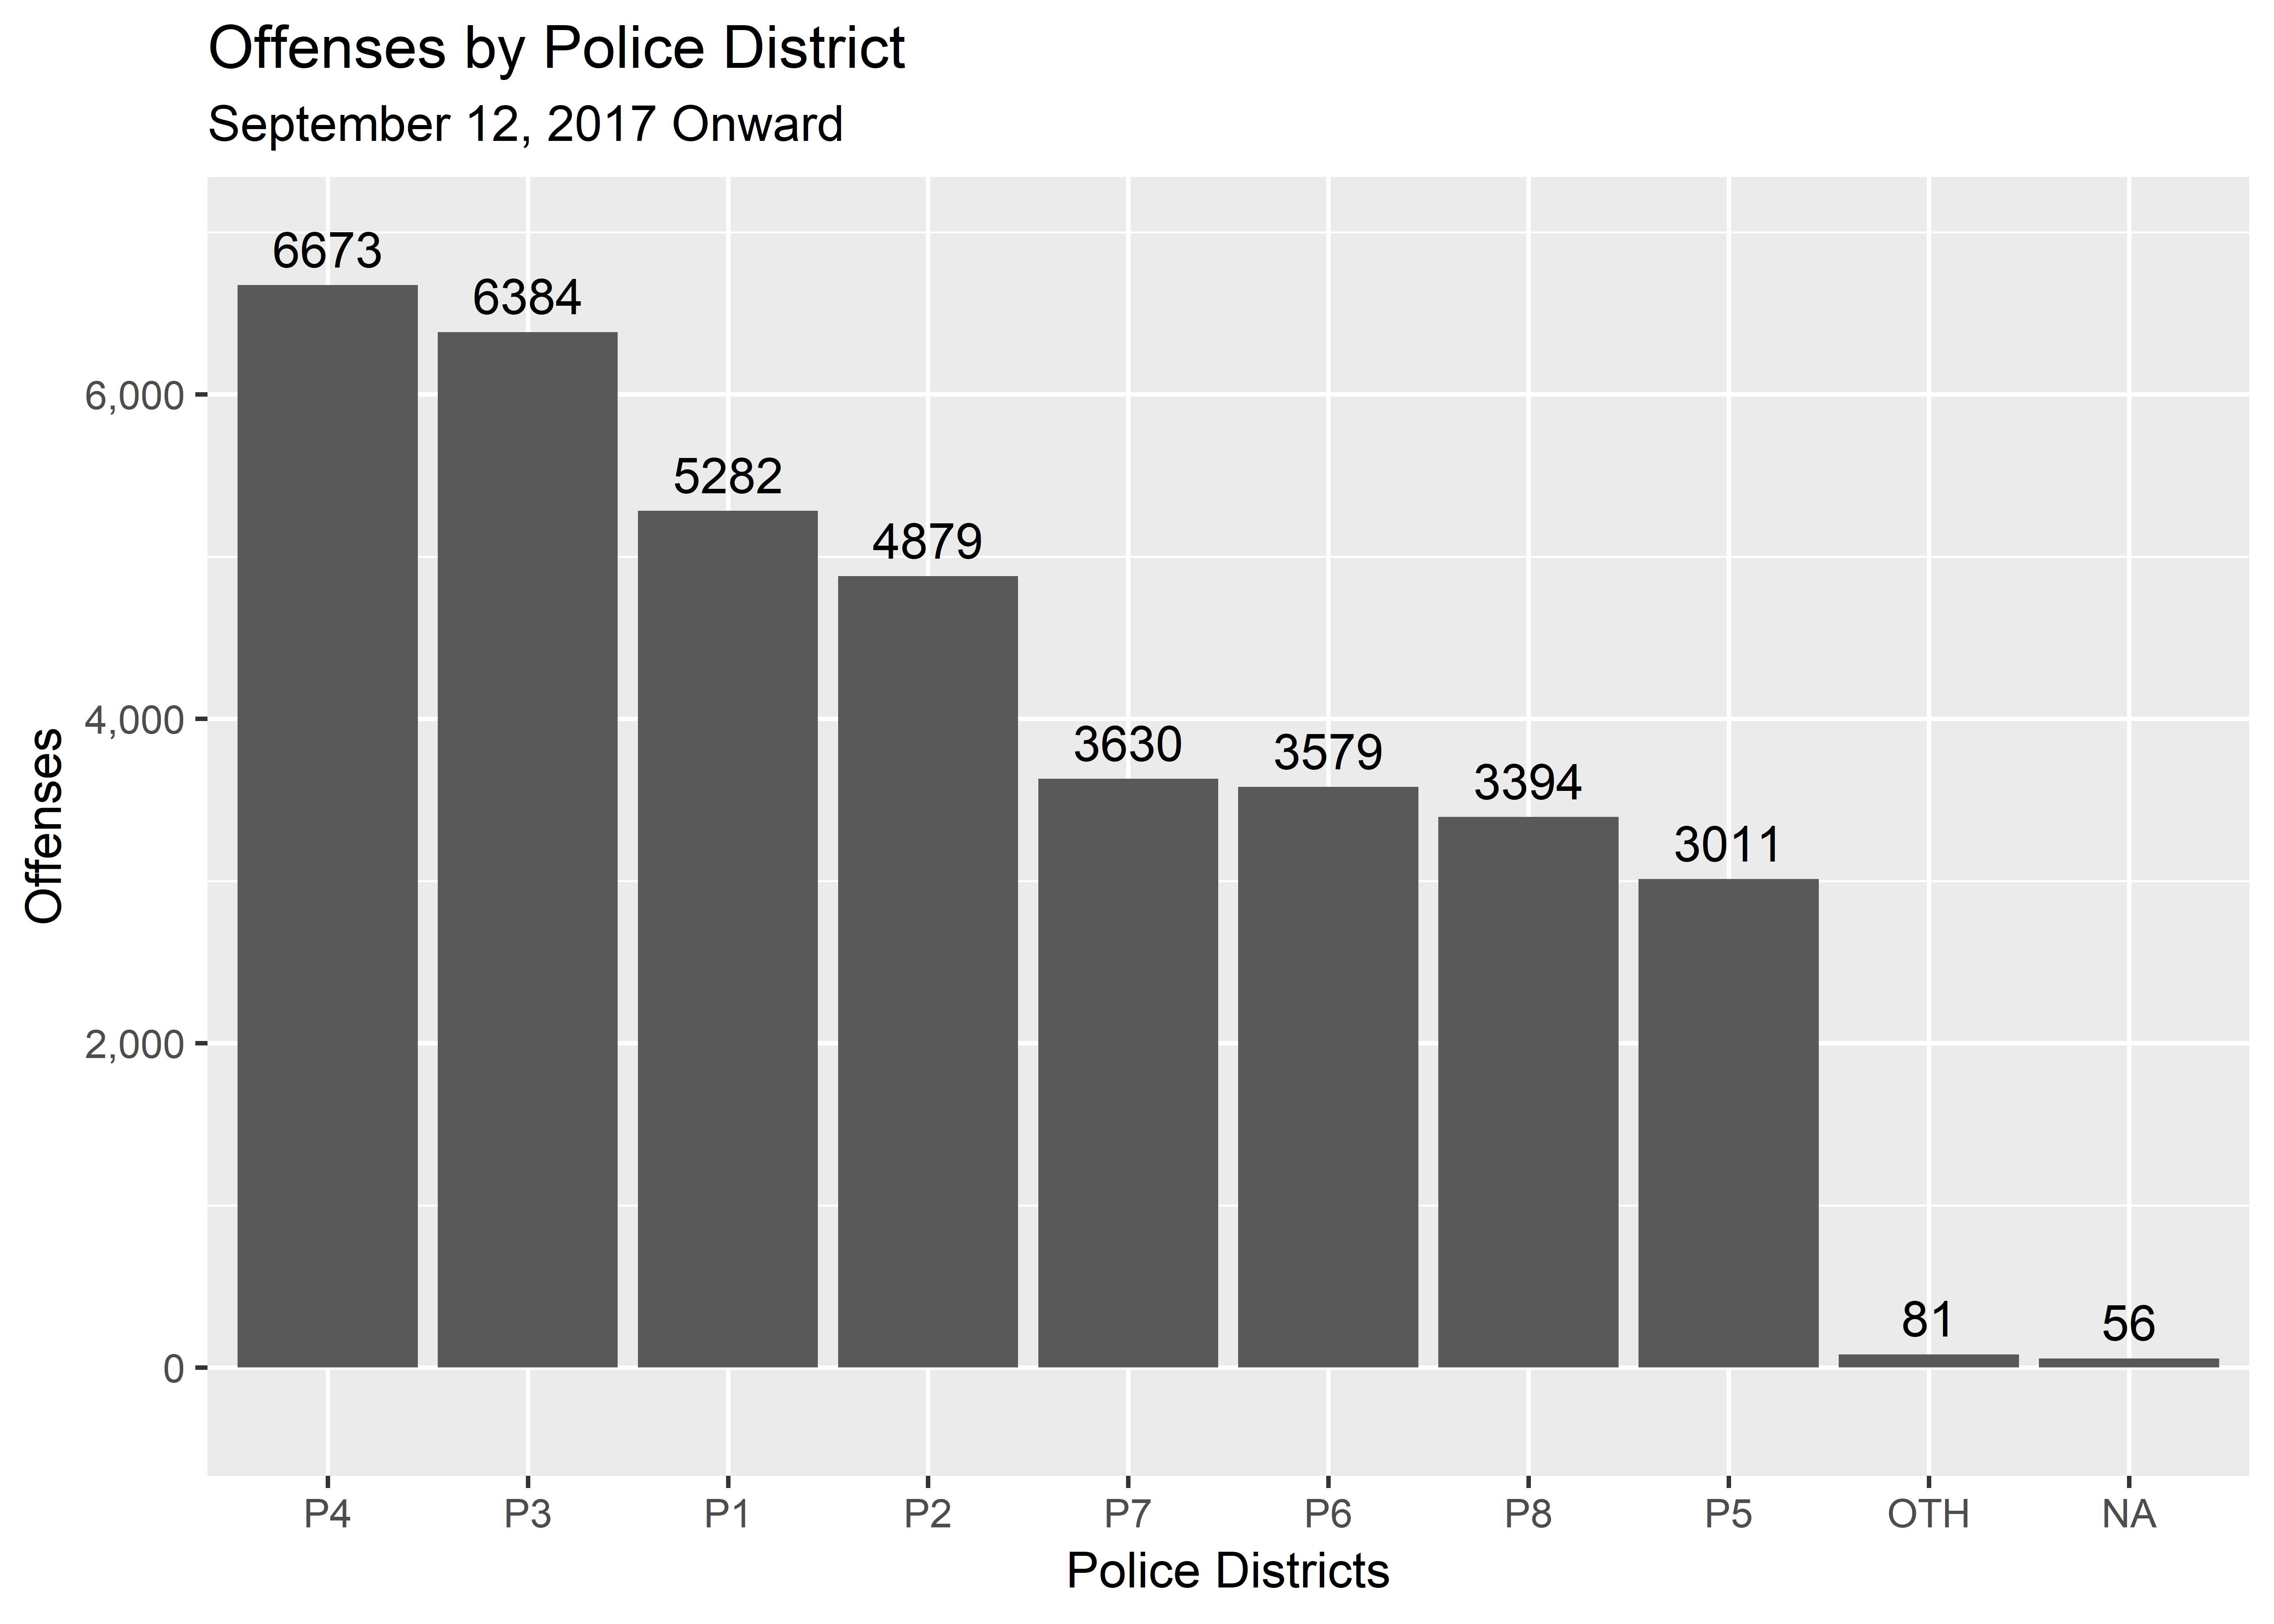 Offenses by Police District
September 12, 2017 Onward
Offenses
6,000
4,000
2,000
0
6673
6384
5282
4879
3630
3579
3394
3011
81
56
P4
P3
P1
P2
P7
P6
P8
P5
OTH
NA
Police Districts